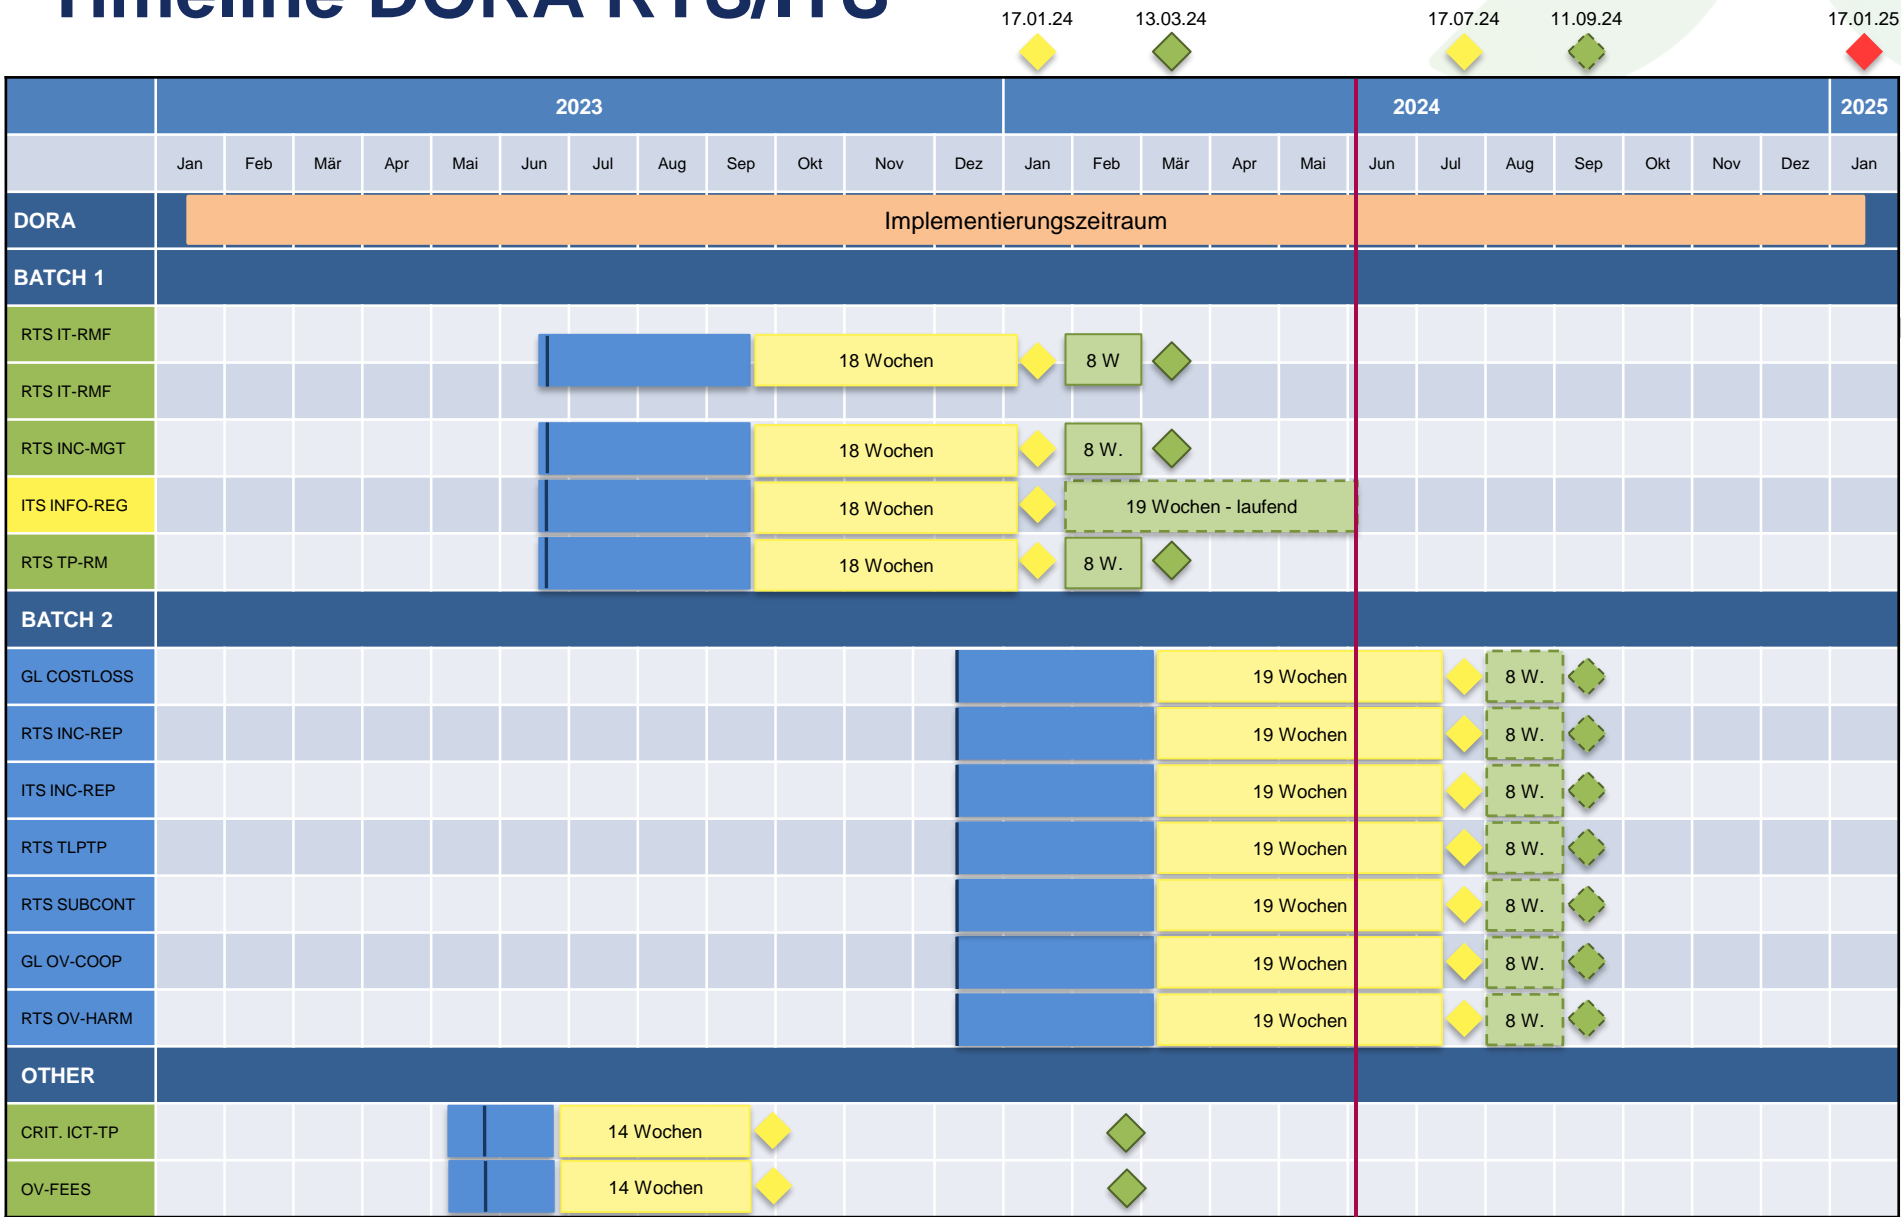 Timeline DORA RTS/ITS
17.01.24 13.03.24 17.07.24 11.09.24 17.01.25
2023 2024 2025
Jan Feb Mär Apr Mai Jun Jul Aug Sep Okt Nov Dez Jan Feb Mär Apr Mai Jun Jul Aug Sep Okt Nov Dez Jan
DORA Implementierungszeitraum
BATCH 1
RTS IT-RMF
18 Wochen 8 W
RTS IT-RMF
RTS INC-MGT 18 Wochen 8 W.
ITS INFO-REG 18 Wochen 19 Wochen - laufend
RTS TP-RM 18 Wochen 8 W.
BATCH 2
GL COSTLOSS 19 Wochen 8 W.
RTS INC-REP 19 Wochen 8 W.
ITS INC-REP 19 Wochen 8 W.
RTS TLPTP 19 Wochen 8 W.
RTS SUBCONT 19 Wochen 8 W.
GL OV-COOP 19 Wochen 8 W.
RTS OV-HARM 19 Wochen 8 W.
OTHER
CRIT. ICT-TP 14 Wochen
OV-FEES 14 Wochen